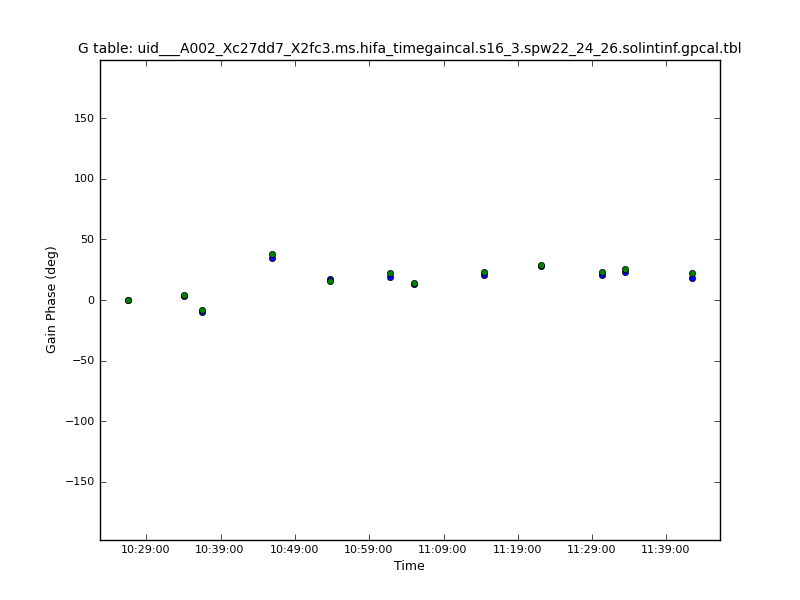 G table: uid___A002_Xc27dd7_X2fc3.ms.hifa_timegaincal.s16_3.spw22_24_26.solintinf.gpcal.tbl
150
100
50
0
−50
−100
−150
Gain Phase (deg)
10:29:00 10:39:00 10:49:00 10:59:00 11:09:00 11:19:00 11:29:00 11:39:00
Time